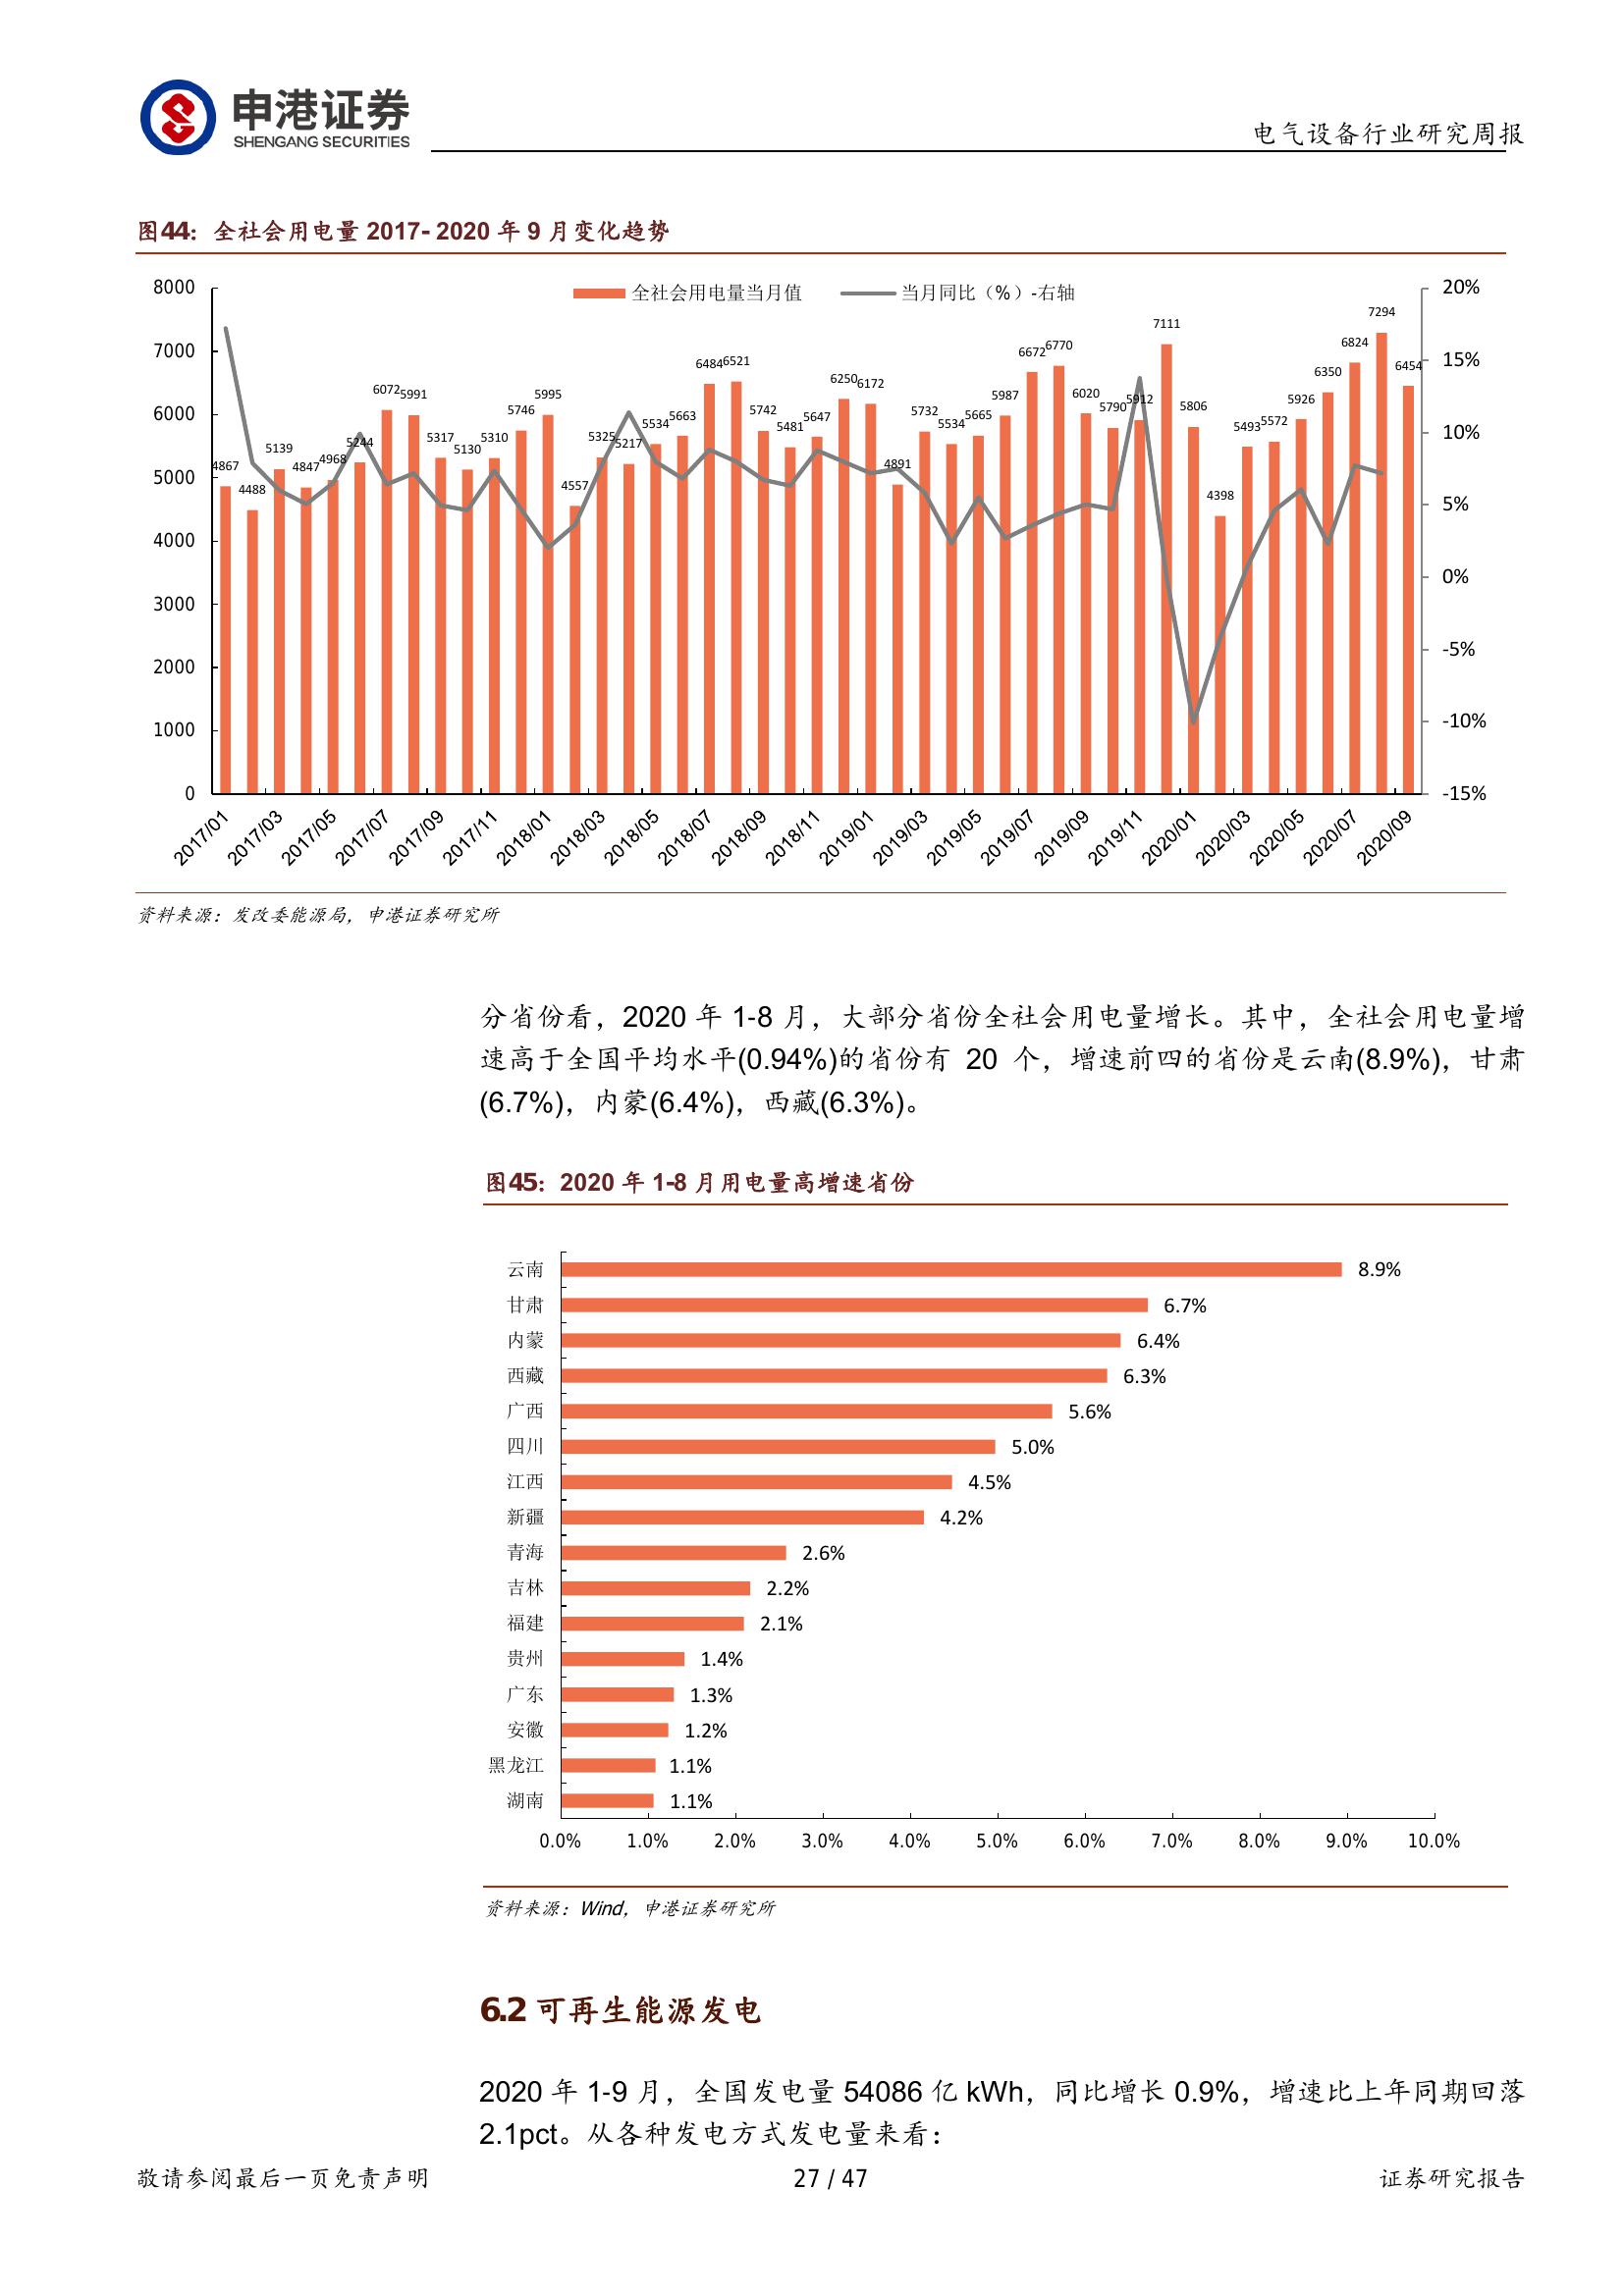 申港证券
SHENGANG SECURITIES
电气设备行业研究周报
图44：全社会用电量 2017- 2020 年 9 月变化趋势
全社会用电量当月值 当月同比（%）-右轴
8000
7000
6000
5000
4000
3000
2000
1000
0
20%
15%
10%
5%
0%
-5%
-10%
-15%
4867 4488 5139 4847 4968 5244 6072 5991 5317 5130 5310 5746 5995 4557 5325 5217 5534 5663 6484 6521 5742 5481 5647 6250 6172 4891 5732 5534 5665 5987 6672 6770 6020 5790 5912 7111 5806 4398 5493 5572 5926 6350 6824 7294 6454
2017/01 2017/03 2017/05 2017/07 2017/09 2017/11 2018/01 2018/03 2018/05 2018/07 2018/09 2018/11 2019/01 2019/03 2019/05 2019/07 2019/09 2019/11 2020/01 2020/03 2020/05 2020/07 2020/09
资料来源：发改委能源局，申港证券研究所
分省份看，2020 年 1-8 月，大部分省份全社会用电量增长。其中，全社会用电量增
速高于全国平均水平(0.94%)的省份有 20 个，增速前四的省份是云南(8.9%)，甘肃
(6.7%)，内蒙(6.4%)，西藏(6.3%)。
图45：2020 年 1-8 月用电量高增速省份
云南 8.9%
甘肃 6.7%
内蒙 6.4%
西藏 6.3%
广西 5.6%
四川 5.0%
江西 4.5%
新疆 4.2%
青海 2.6%
吉林 2.2%
福建 2.1%
贵州 1.4%
广东 1.3%
安徽 1.2%
黑龙江 1.1%
湖南 1.1%
0.0% 1.0% 2.0% 3.0% 4.0% 5.0% 6.0% 7.0% 8.0% 9.0% 10.0%
资料来源：Wind，申港证券研究所
6.2 可再生能源发电
2020 年 1-9 月，全国发电量 54086 亿 kWh，同比增长 0.9%，增速比上年同期回落
2.1pct。从各种发电方式发电量来看：
敬请参阅最后一页免责声明 27 / 47 证券研究报告